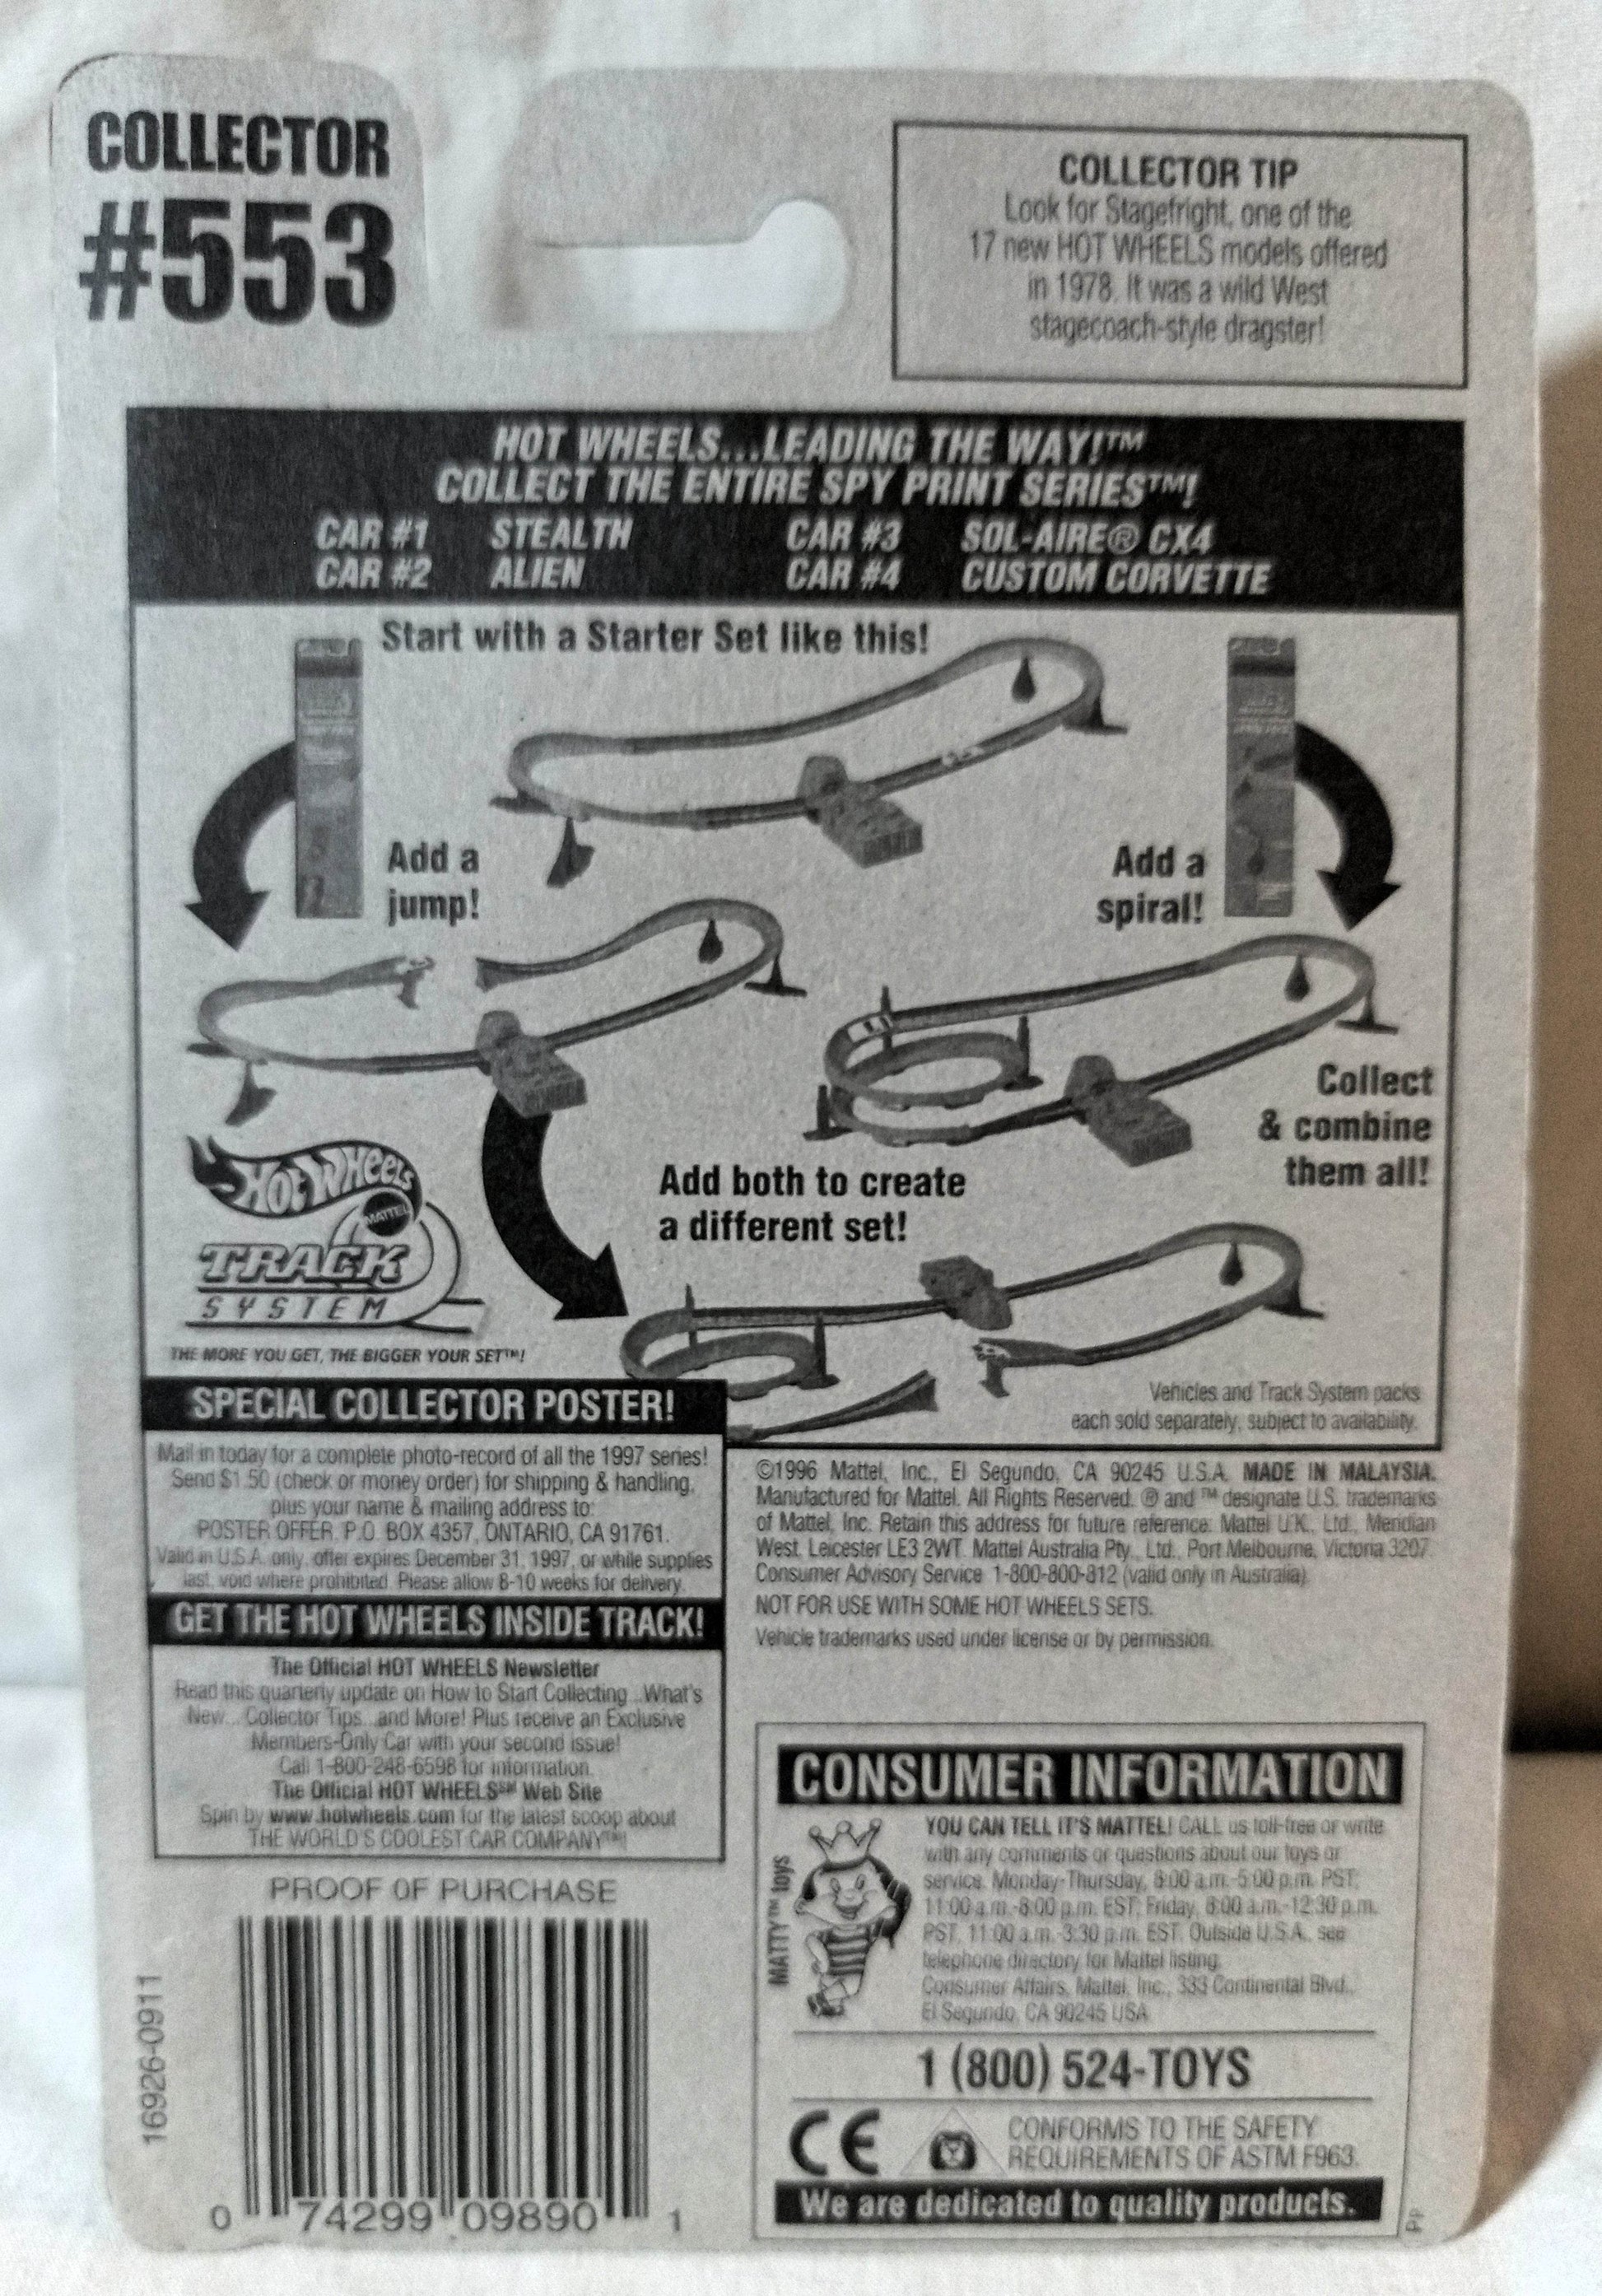 COLLECTOR
#553
COLLECTOR TIP
Look for Stagefright, one of the
17 new HOT WHEELS models offered
in 1978. It was a wild West
stagecoach-style dragster!
HOT WHEELS...LEADING THE WAY!™
COLLECT THE ENTIRE SPY PRINT SERIES™!
CAR #1 STEALTH CAR #3 SOL-AIRE® CX4
CAR #2 ALIEN CAR #4 CUSTOM CORVETTE
Start with a Starter Set like this!
Add a
jump!
Add a
spiral!
Collect
& combine
them all!
Add both to create
a different set!
Hot Wheels
MATTEL
TRACK
SYSTEM
THE MORE YOU GET, THE BIGGER YOUR SET™!
Vehicles and Track System packs
each sold separately, subject to availability.
SPECIAL COLLECTOR POSTER!
Mail in today for a complete photo-record of all the 1997 series!
Send $1.50 (check or money order) for shipping & handling,
plus your name & mailing address to:
POSTER OFFER, P.O. BOX 4357, ONTARIO, CA 91761.
Valid in U.S.A. only, offer expires December 31, 1997, or while supplies
last, void where prohibited. Please allow 8-10 weeks for delivery.
GET THE HOT WHEELS INSIDE TRACK!
The Official HOT WHEELS Newsletter
Read this quarterly update on How to Start Collecting...What's
New... Collector Tips...and More! Plus receive an Exclusive
Members-Only Car with your second issue!
Call 1-800-248-6598 for information.
The Official HOT WHEELS℠ Web Site
Spin by www.hotwheels.com for the latest scoop about
THE WORLD'S COOLEST CAR COMPANY™!
©1996 Mattel, Inc., El Segundo, CA 90245 U.S.A. MADE IN MALAYSIA.
Manufactured for Mattel. All Rights Reserved. ® and ™ designate U.S. trademarks
of Mattel, Inc. Retain this address for future reference: Mattel U.K., Ltd., Meridian
West, Leicester LE3 2WT. Mattel Australia Pty., Ltd., Port Melbourne, Victoria 3207.
Consumer Advisory Service 1-800-800-812 (valid only in Australia).
NOT FOR USE WITH SOME HOT WHEELS SETS.
Vehicle trademarks used under license or by permission.
CONSUMER INFORMATION
MATTY™ toys
YOU CAN TELL IT'S MATTEL! CALL us toll-free or write
with any comments or questions about our toys or
service. Monday-Thursday, 8:00 a.m.-5:00 p.m. PST;
11:00 a.m.-8:00 p.m. EST; Friday, 8:00 a.m.-12:30 p.m.
PST, 11:00 a.m.-3:30 p.m. EST. Outside U.S.A., see
telephone directory for Mattel listing.
Consumer Affairs, Mattel, Inc., 333 Continental Blvd.,
El Segundo, CA 90245 USA
1 (800) 524-TOYS
CE
CONFORMS TO THE SAFETY
REQUIREMENTS OF ASTM F963.
We are dedicated to quality products.
PP
PROOF OF PURCHASE
16926-0911
0 74299 09890 1